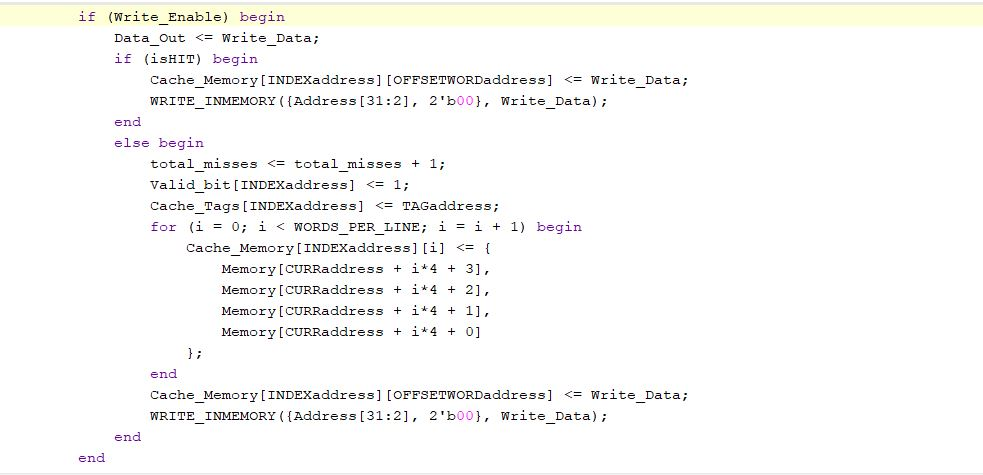 if (Write_Enable) begin
Data_Out <= Write_Data;
if (isHIT) begin
Cache_Memory[INDEXaddress][OFFSETWORDaddress] <= Write_Data;
WRITE_INMEMORY({Address[31:2], 2'b00}, Write_Data);
end
else begin
total_misses <= total_misses + 1;
Valid_bit[INDEXaddress] <= 1;
Cache_Tags[INDEXaddress] <= TAGaddress;
for (i = 0; i < WORDS_PER_LINE; i = i + 1) begin
Cache_Memory[INDEXaddress][i] <= {
Memory[CURRaddress + i*4 + 3],
Memory[CURRaddress + i*4 + 2],
Memory[CURRaddress + i*4 + 1],
Memory[CURRaddress + i*4 + 0]
};
end
Cache_Memory[INDEXaddress][OFFSETWORDaddress] <= Write_Data;
WRITE_INMEMORY({Address[31:2], 2'b00}, Write_Data);
end
end